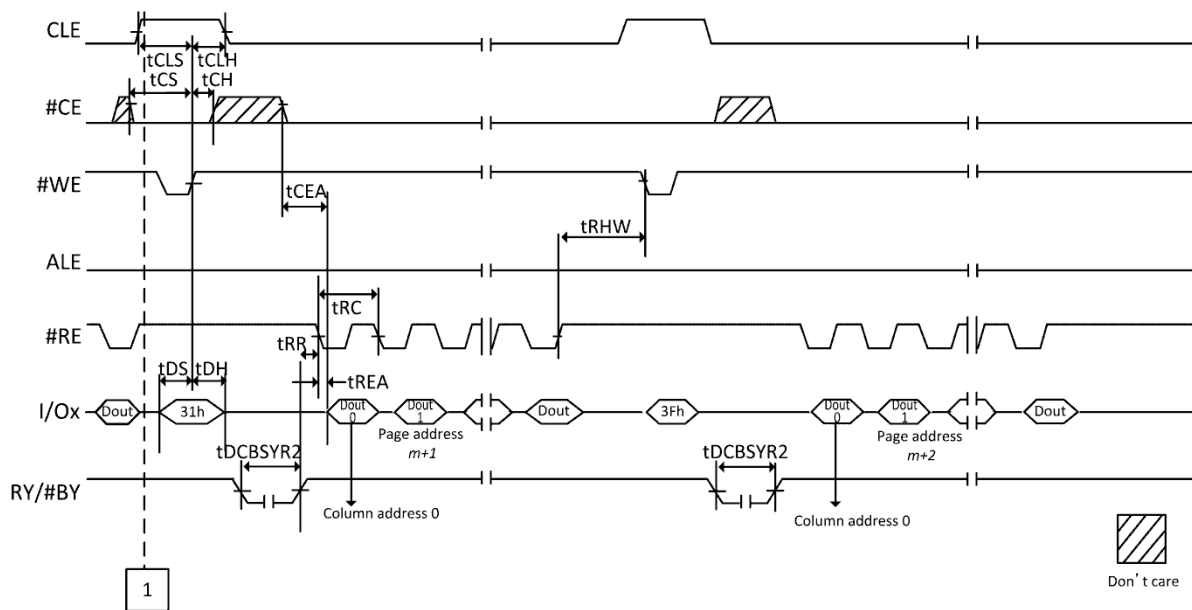 CLE
tCLS tCLH
tCS tCH
#CE
#WE
tCEA
tRHW
ALE
tRC
#RE
tRR
tDS tDH
tREA
I/Ox
Dout 31h Dout 0 Dout 1 Dout 3Fh Dout 0 Dout 1 Dout
Page address
m+1
Page address
m+2
tDCBSYR2 tDCBSYR2
RY/#BY
Column address 0 Column address 0
1
Don't care